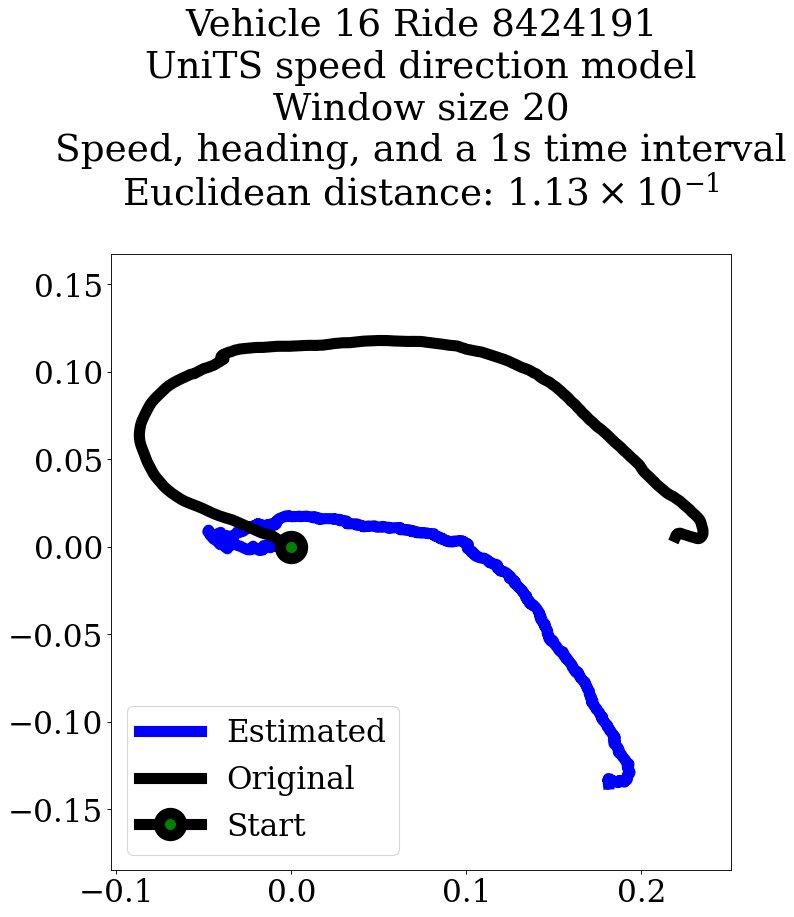 Vehicle 16 Ride 8424191
UniTS speed direction model
Window size 20
Speed, heading, and a 1s time interval
Euclidean distance: 1.13 × 10⁻¹
0.15
0.10
0.05
0.00
−0.05
−0.10
−0.15
Estimated
Original
Start
−0.1
0.0
0.1
0.2